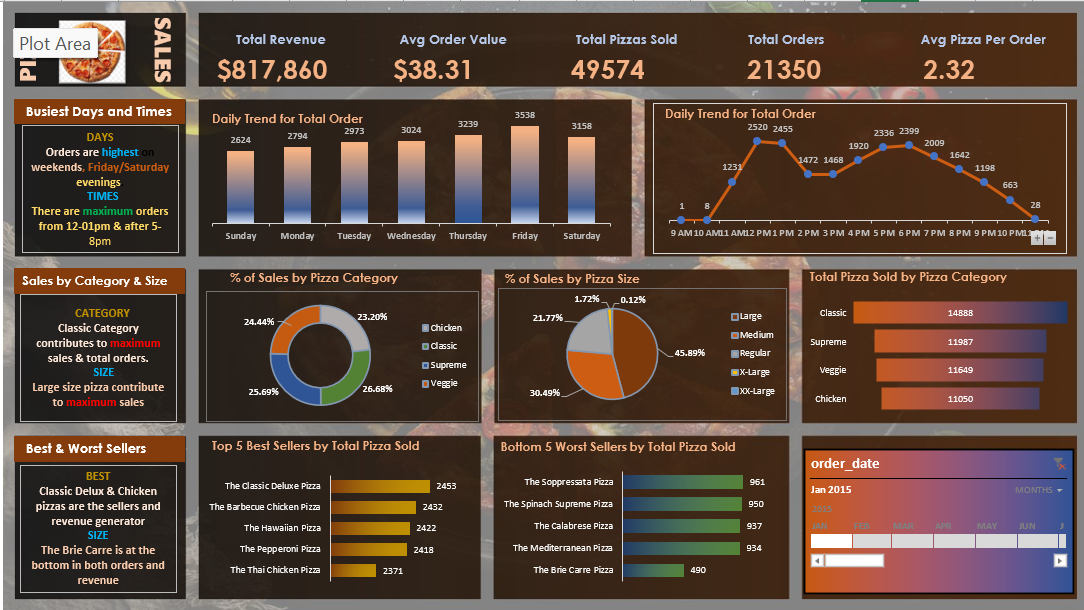 Plot Area
PI
SALES
Total Revenue
$817,860
Avg Order Value
$38.31
Total Pizzas Sold
49574
Total Orders
21350
Avg Pizza Per Order
2.32
Busiest Days and Times
DAYS
Orders are highest on
weekends, Friday/Saturday
evenings
TIMES
There are maximum orders
from 12-01pm & after 5-
8pm
Daily Trend for Total Order
2624
2794
2973
3024
3239
3538
3158
Sunday
Monday
Tuesday
Wednesday
Thursday
Friday
Saturday
Daily Trend for Total Order
1
8
1231
2520
2455
1472
1468
1920
2336
2399
2009
1642
1198
663
28
9 AM
10 AM
11 AM
12 PM
1 PM
2 PM
3 PM
4 PM
5 PM
6 PM
7 PM
8 PM
9 PM
10 PM
+
−
Sales by Category & Size
CATEGORY
Classic Category
contributes to maximum
sales & total orders.
SIZE
Large size pizza contribute
to maximum sales
% of Sales by Pizza Category
24.44%
23.20%
25.69%
26.68%
Chicken
Classic
Supreme
Veggie
% of Sales by Pizza Size
1.72%
0.12%
21.77%
45.89%
30.49%
Large
Medium
Regular
X-Large
XX-Large
Total Pizza Sold by Pizza Category
Classic 14888
Supreme 11987
Veggie 11649
Chicken 11050
Best & Worst Sellers
BEST
Classic Delux & Chicken
pizzas are the sellers and
revenue generator
SIZE
The Brie Carre is at the
bottom in both orders and
revenue
Top 5 Best Sellers by Total Pizza Sold
The Classic Deluxe Pizza 2453
The Barbecue Chicken Pizza 2432
The Hawaiian Pizza 2422
The Pepperoni Pizza 2418
The Thai Chicken Pizza 2371
Bottom 5 Worst Sellers by Total Pizza Sold
The Soppressata Pizza 961
The Spinach Supreme Pizza 950
The Calabrese Pizza 937
The Mediterranean Pizza 934
The Brie Carre Pizza 490
order_date
Jan 2015
MONTHS
2015
JAN FEB MAR APR MAY JUN J